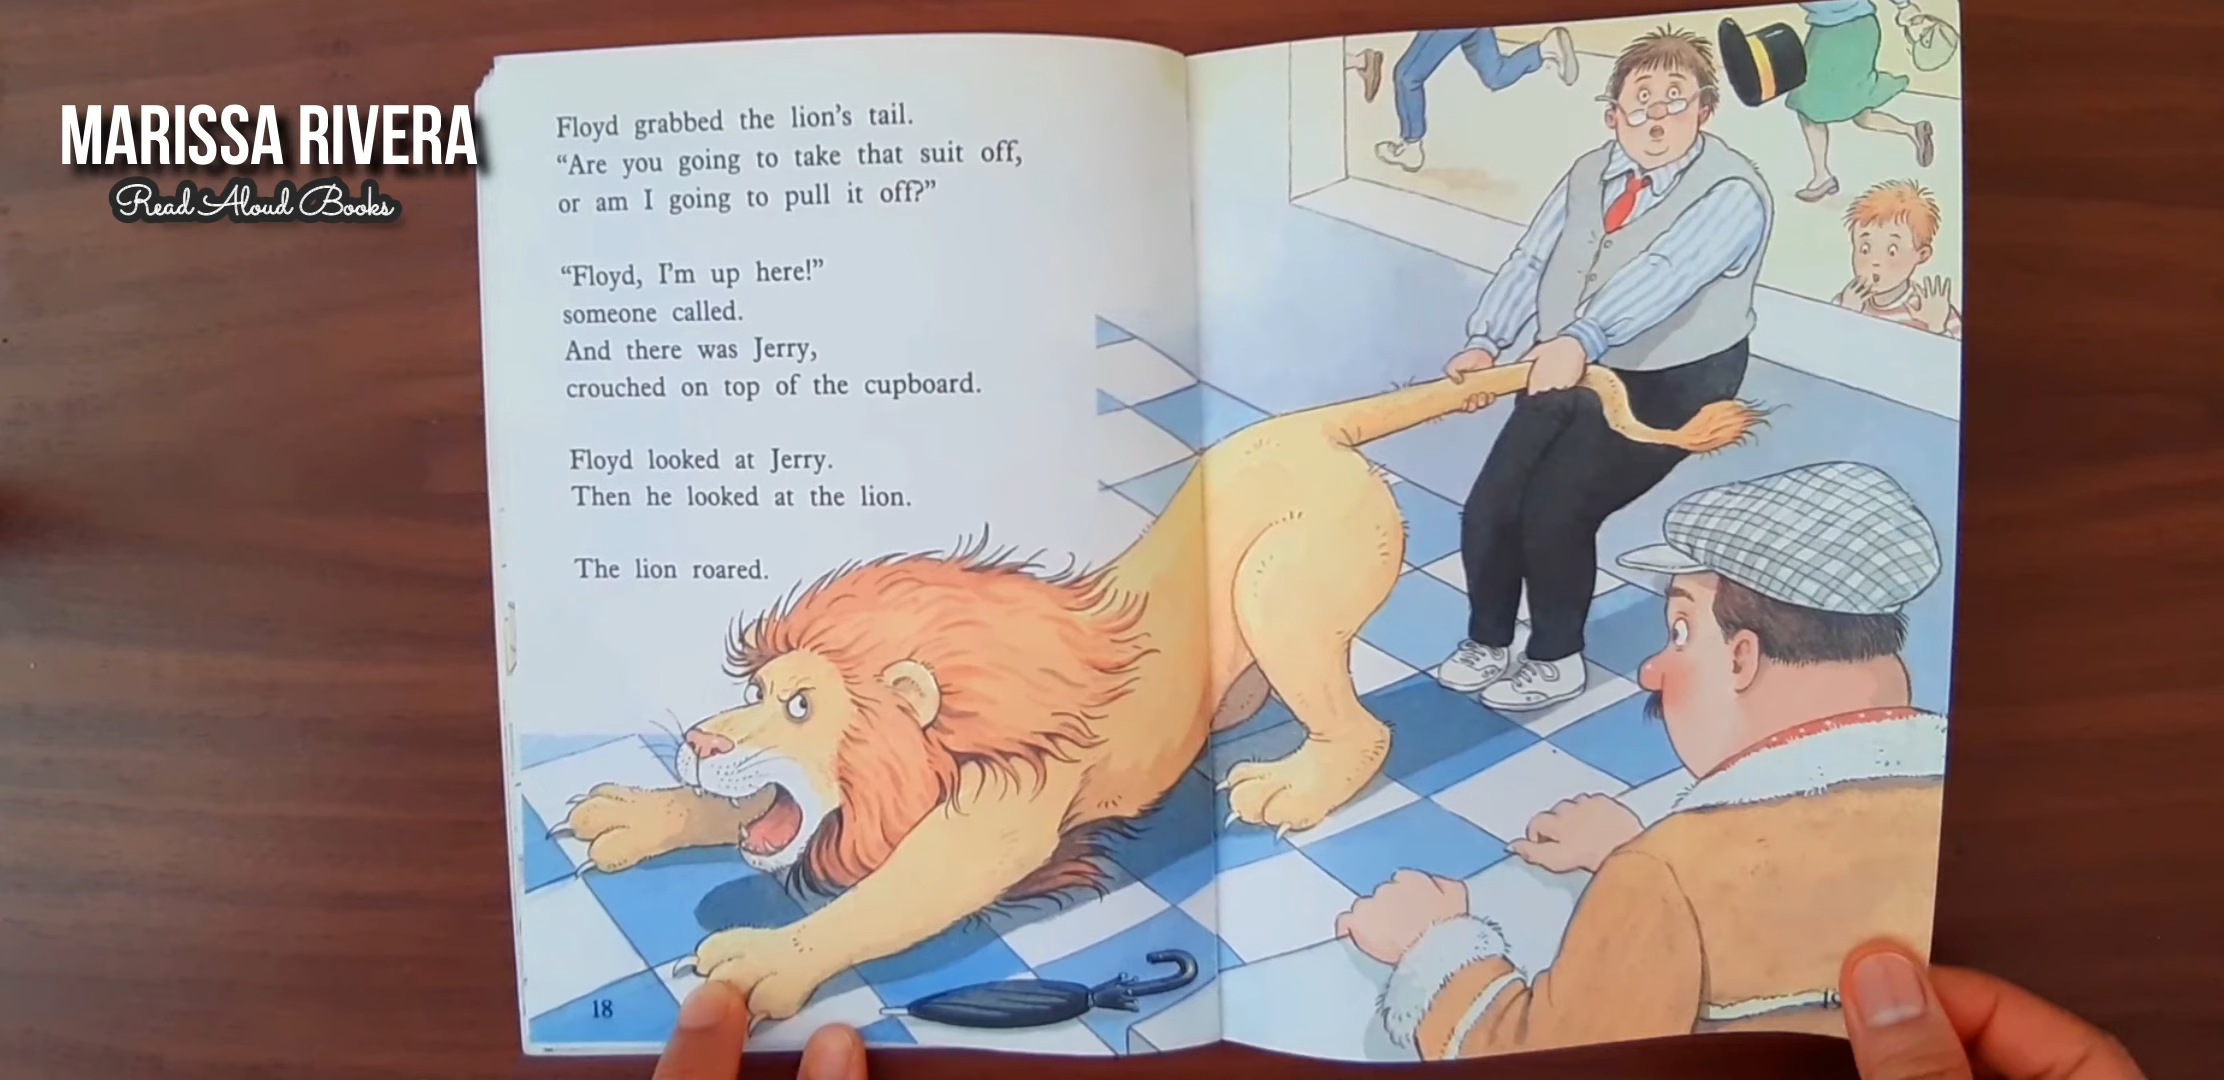 MARISSA RIVERA
Read Aloud Books
Floyd grabbed the lion's tail.
“Are you going to take that suit off,
or am I going to pull it off?”
“Floyd, I'm up here!”
someone called.
And there was Jerry,
crouched on top of the cupboard.
Floyd looked at Jerry.
Then he looked at the lion.
The lion roared.
18